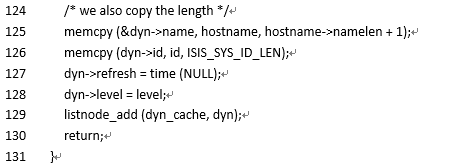 124 /* we also copy the length */↵
125 memcpy (&dyn->name, hostname, hostname->namelen + 1);↵
126 memcpy (dyn->id, id, ISIS_SYS_ID_LEN);↵
127 dyn->refresh = time (NULL);↵
128 dyn->level = level;↵
129 listnode_add (dyn_cache, dyn);↵
130 return;↵
131 }↵